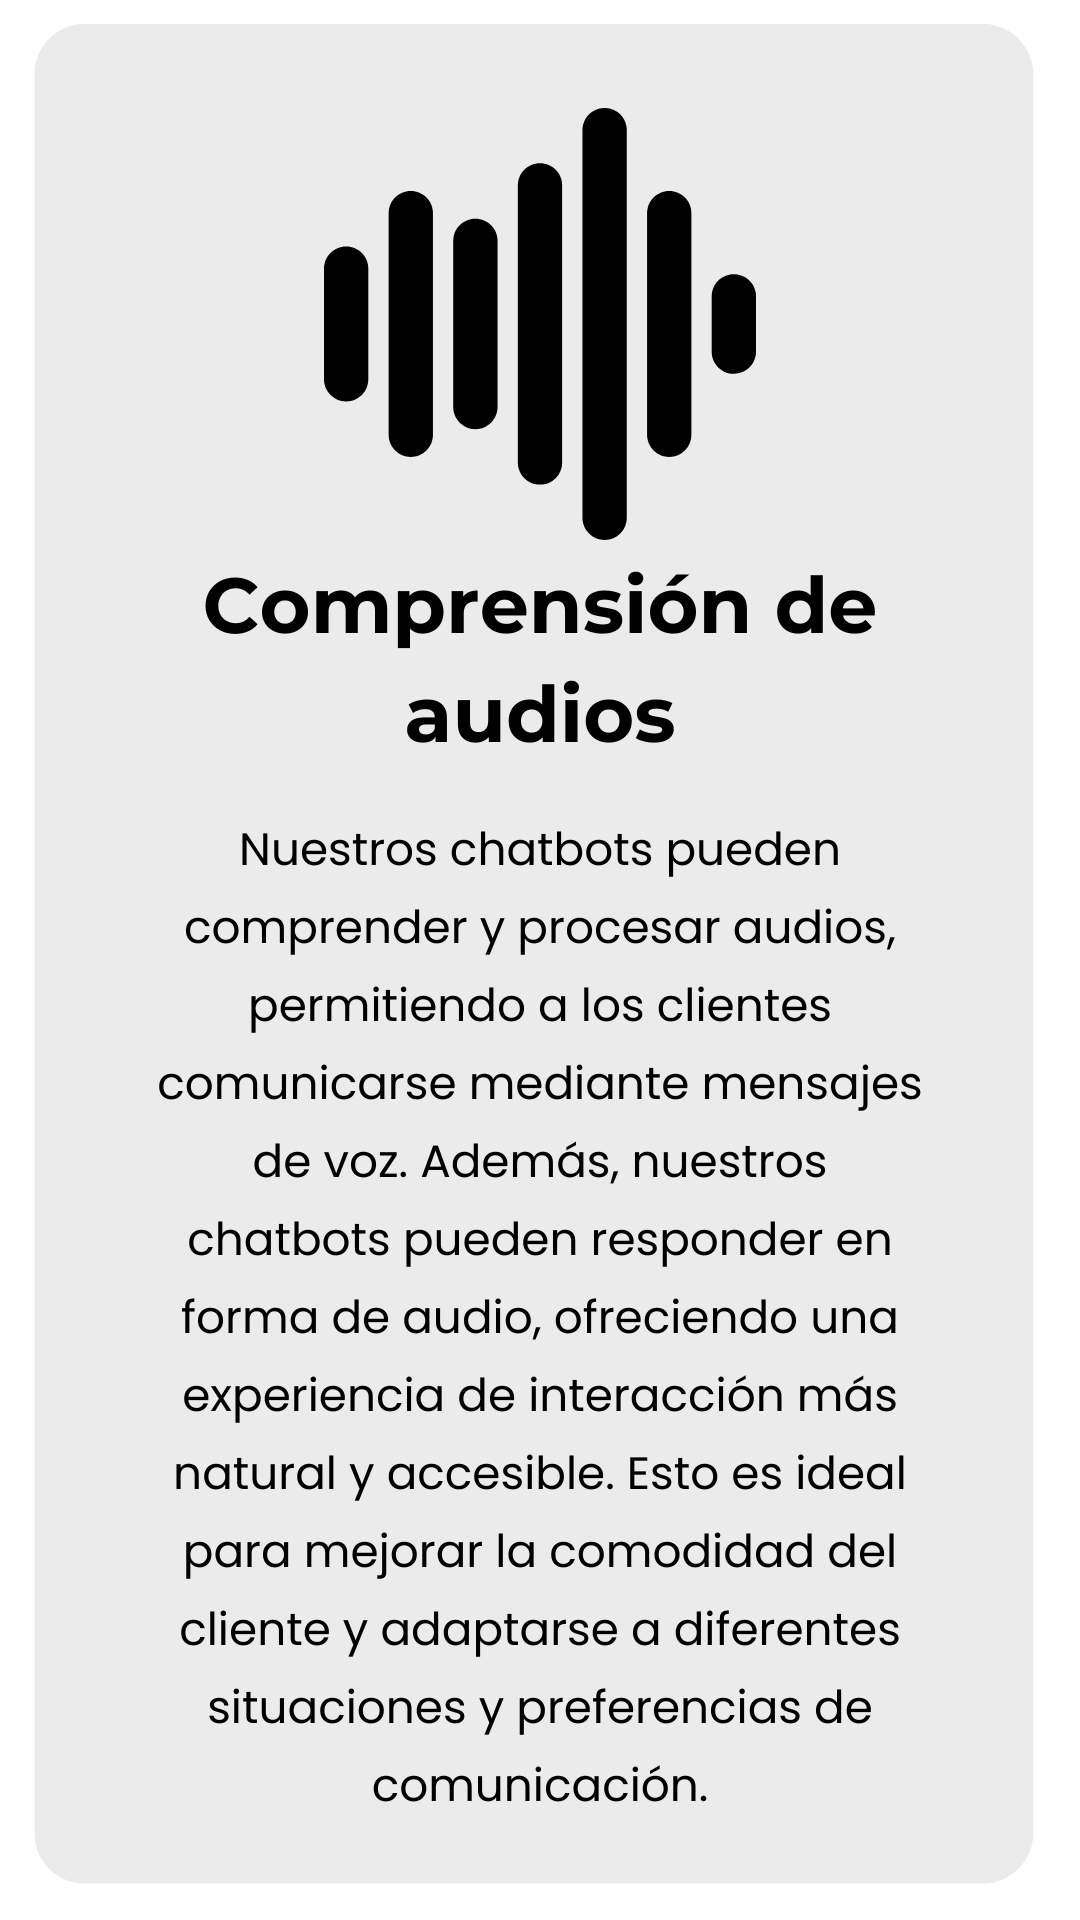 Comprensión de
audios
Nuestros chatbots pueden
comprender y procesar audios,
permitiendo a los clientes
comunicarse mediante mensajes
de voz. Además, nuestros
chatbots pueden responder en
forma de audio, ofreciendo una
experiencia de interacción más
natural y accesible. Esto es ideal
para mejorar la comodidad del
cliente y adaptarse a diferentes
situaciones y preferencias de
comunicación.